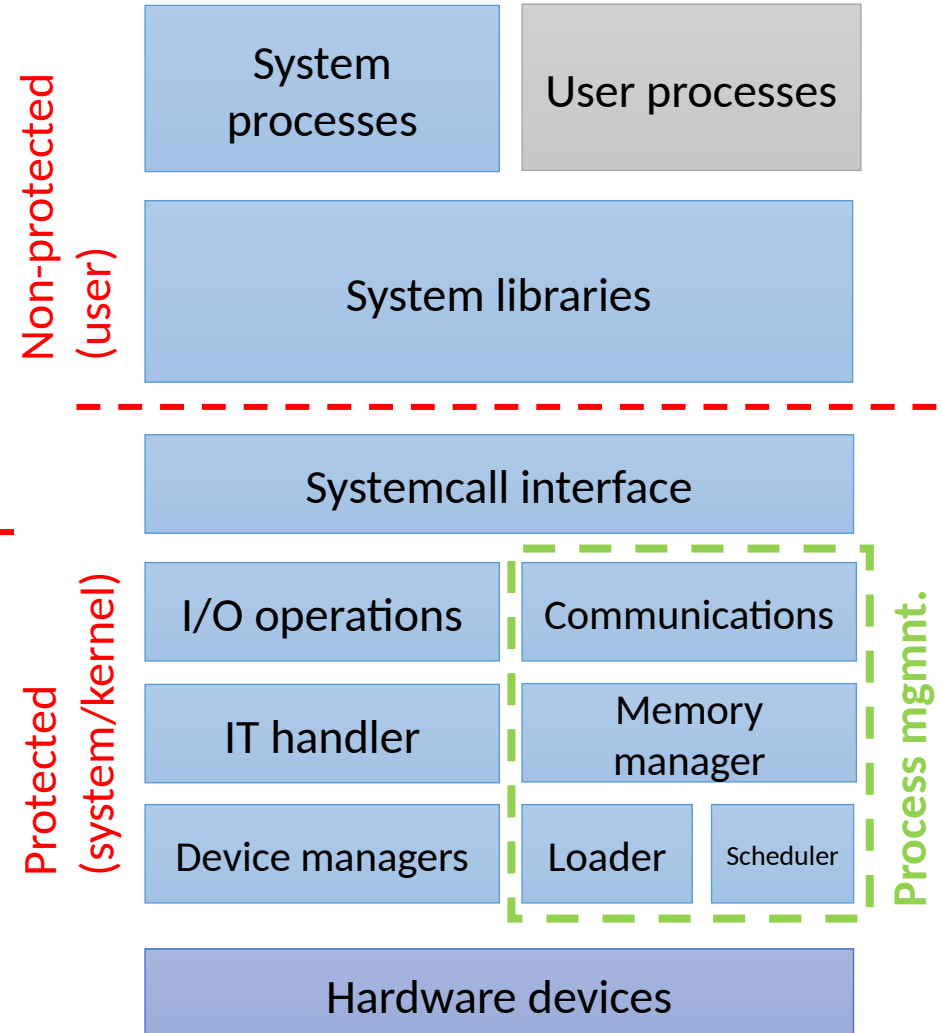 System
processes
User processes
Non-protected
(user)
System libraries
Systemcall interface
Protected
(system/kernel)
I/O operations
Communications
Process mgmnt.
IT handler
Memory
manager
Device managers
Loader
Scheduler
Hardware devices